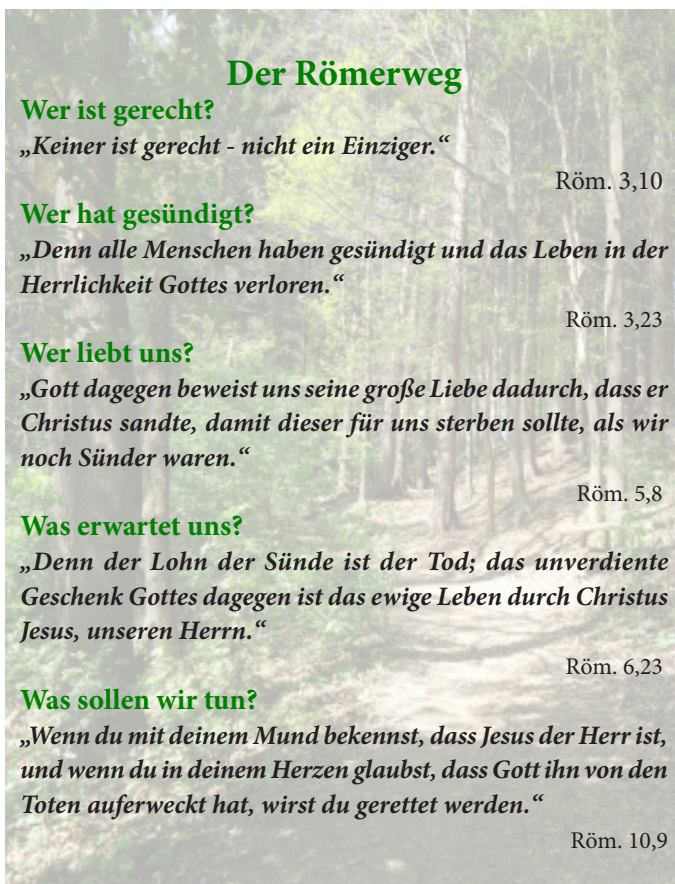 Der Römerweg
Wer ist gerecht?
„Keiner ist gerecht - nicht ein Einziger.“
Röm. 3,10
Wer hat gesündigt?
„Denn alle Menschen haben gesündigt und das Leben in der
Herrlichkeit Gottes verloren.“
Röm. 3,23
Wer liebt uns?
„Gott dagegen beweist uns seine große Liebe dadurch, dass er
Christus sandte, damit dieser für uns sterben sollte, als wir
noch Sünder waren.“
Röm. 5,8
Was erwartet uns?
„Denn der Lohn der Sünde ist der Tod; das unverdiente
Geschenk Gottes dagegen ist das ewige Leben durch Christus
Jesus, unseren Herrn.“
Röm. 6,23
Was sollen wir tun?
„Wenn du mit deinem Mund bekennst, dass Jesus der Herr ist,
und wenn du in deinem Herzen glaubst, dass Gott ihn von den
Toten auferweckt hat, wirst du gerettet werden.“
Röm. 10,9